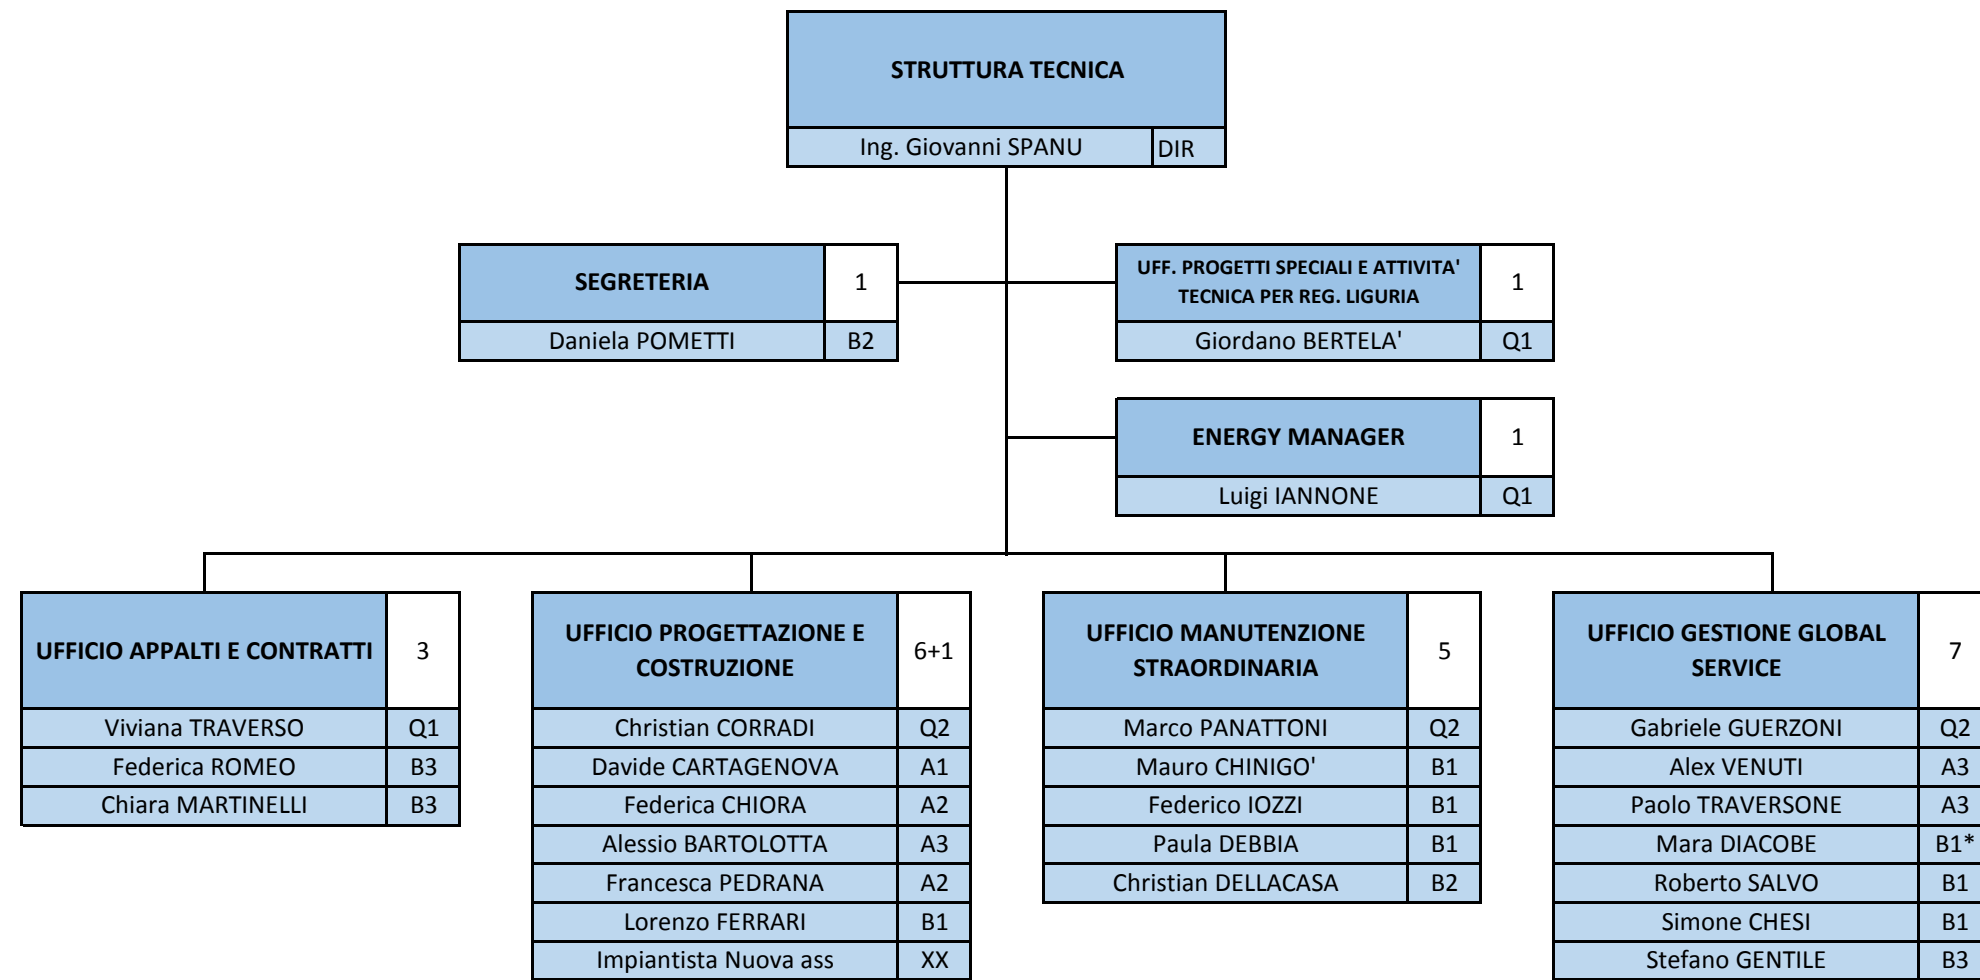 STRUTTURA TECNICA
Ing. Giovanni SPANU DIR
SEGRETERIA 1
Daniela POMETTI B2
UFF. PROGETTI SPECIALI E ATTIVITA'
TECNICA PER REG. LIGURIA
1
Giordano BERTELA' Q1
ENERGY MANAGER 1
Luigi IANNONE Q1
UFFICIO APPALTI E CONTRATTI 3
Viviana TRAVERSO Q1
Federica ROMEO B3
Chiara MARTINELLI B3
UFFICIO PROGETTAZIONE E
COSTRUZIONE
6+1
Christian CORRADI Q2
Davide CARTAGENOVA A1
Federica CHIORA A2
Alessio BARTOLOTTA A3
Francesca PEDRANA A2
Lorenzo FERRARI B1
Impiantista Nuova ass XX
UFFICIO MANUTENZIONE
STRAORDINARIA
5
Marco PANATTONI Q2
Mauro CHINIGO' B1
Federico IOZZI B1
Paula DEBBIA B1
Christian DELLACASA B2
UFFICIO GESTIONE GLOBAL
SERVICE
7
Gabriele GUERZONI Q2
Alex VENUTI A3
Paolo TRAVERSONE A3
Mara DIACOBE B1*
Roberto SALVO B1
Simone CHESI B1
Stefano GENTILE B3